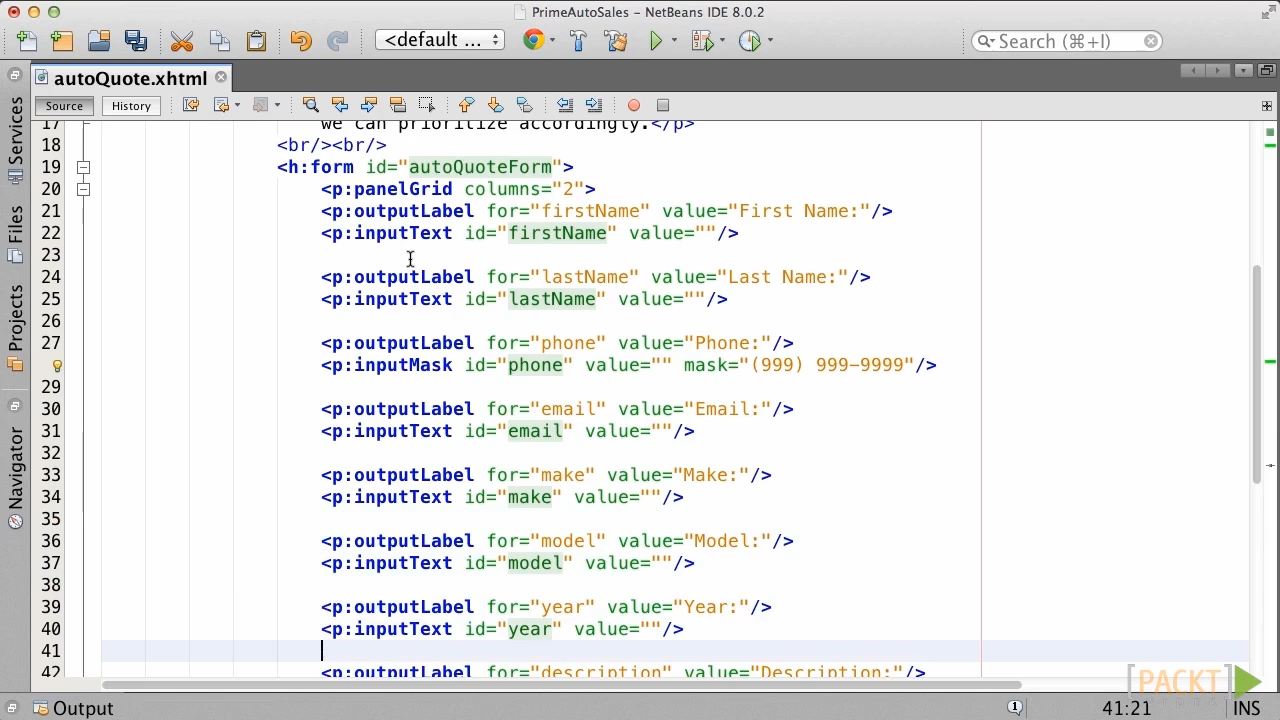 PrimeAutoSales – NetBeans IDE 8.0.2
<default ...
Search (⌘+I)
autoQuote.xhtml
Source History
Services
Files
Projects
Navigator
17 we can prioritize accordingly.</p>
18 <br/><br/>
19 <h:form id="autoQuoteForm">
20 <p:panelGrid columns="2">
21 <p:outputLabel for="firstName" value="First Name:"/>
22 <p:inputText id="firstName" value=""/>
23
24 <p:outputLabel for="lastName" value="Last Name:"/>
25 <p:inputText id="lastName" value=""/>
26
27 <p:outputLabel for="phone" value="Phone:"/>
<p:inputMask id="phone" value="" mask="(999) 999-9999"/>
29
30 <p:outputLabel for="email" value="Email:"/>
31 <p:inputText id="email" value=""/>
32
33 <p:outputLabel for="make" value="Make:"/>
34 <p:inputText id="make" value=""/>
35
36 <p:outputLabel for="model" value="Model:"/>
37 <p:inputText id="model" value=""/>
38
39 <p:outputLabel for="year" value="Year:"/>
40 <p:inputText id="year" value=""/>
41
42 <p:outputLabel for="description" value="Description:"/>
PACKT
Output
1
41:21
INS